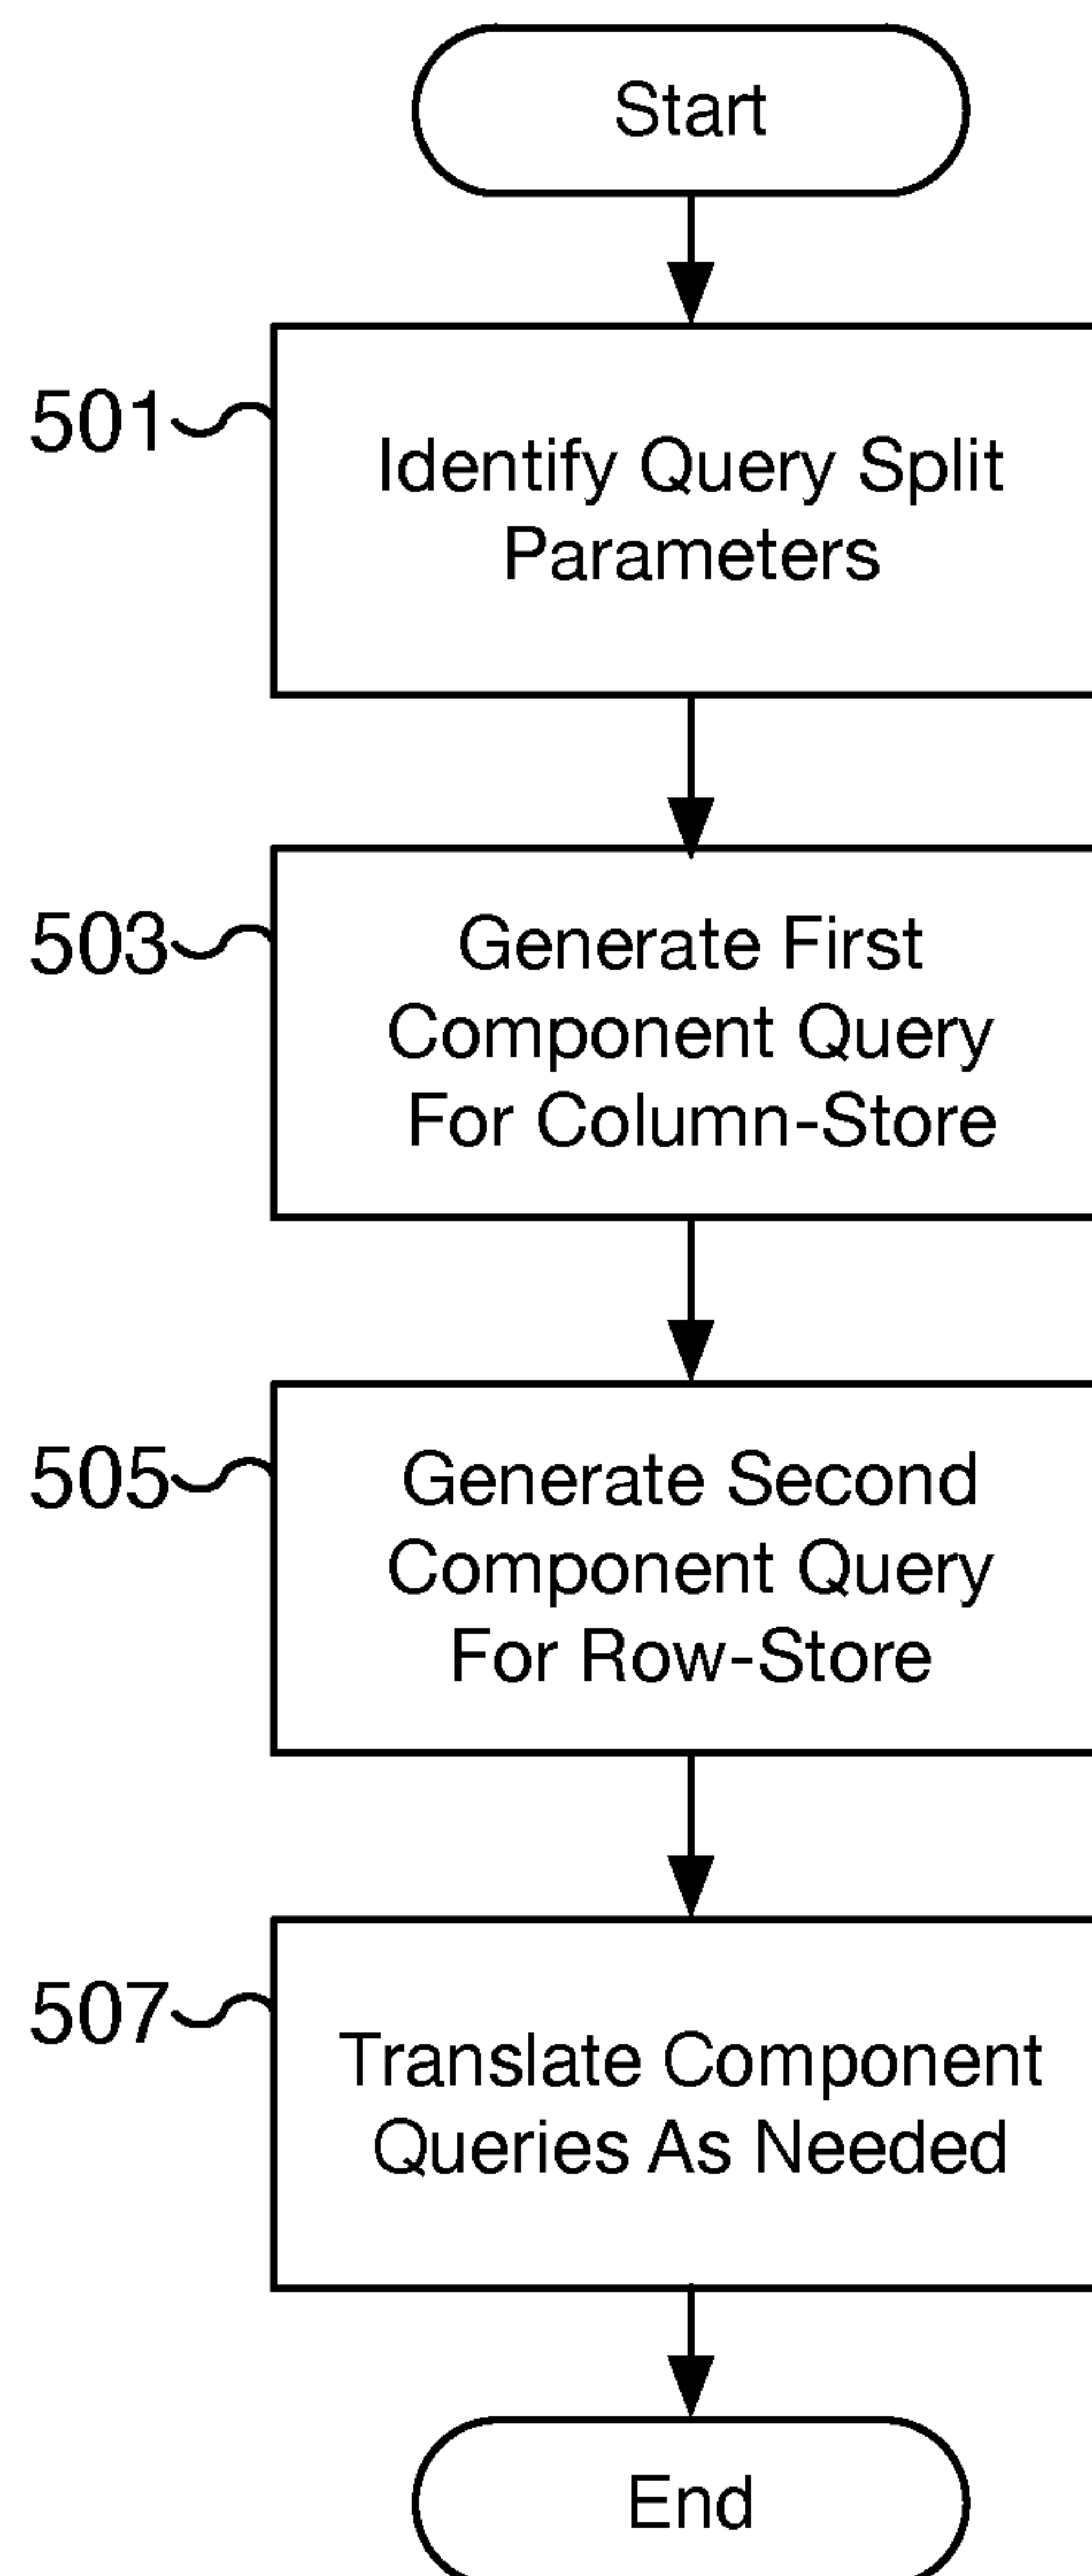 Start
501
Identify Query Split
Parameters
503
Generate First
Component Query
For Column-Store
505
Generate Second
Component Query
For Row-Store
507
Translate Component
Queries As Needed
End